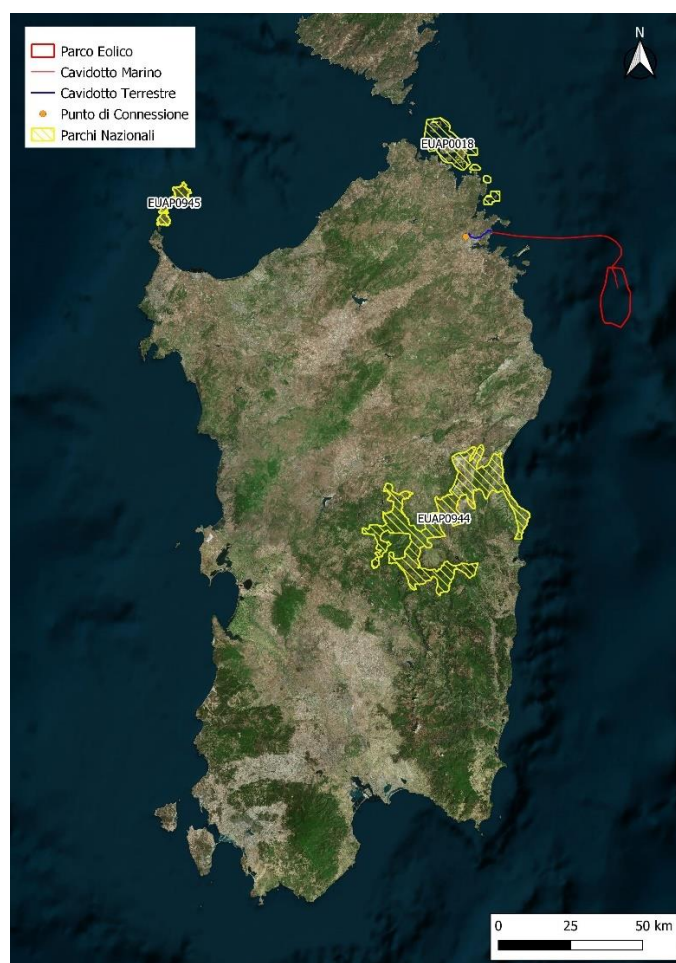 Parco Eolico
Cavidotto Marino
Cavidotto Terrestre
Punto di Connessione
Parchi Nazionali
N
EUAP0018
EUAP0945
EUAP0944
0 25 50 km